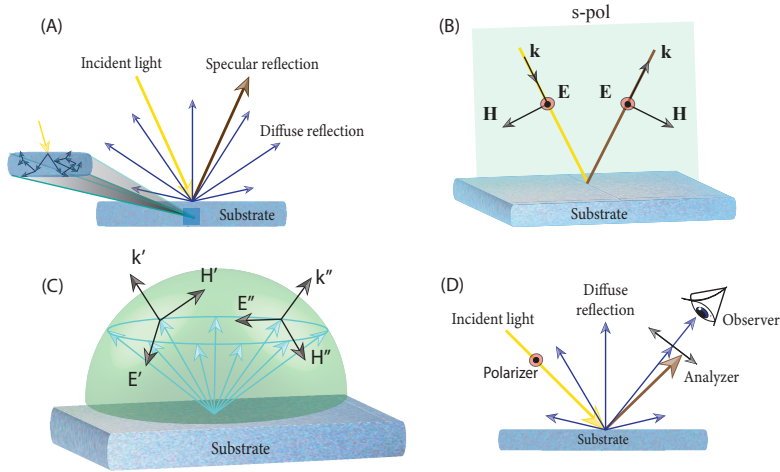 (A)
Incident light
Specular reflection
Diffuse reflection
Substrate
(B)
s-pol
k
k
E
E
H
H
Substrate
(C)
k′
H′
k″
E″
E′
H″
Substrate
(D)
Diffuse
reflection
Incident light
Observer
Polarizer
Analyzer
Substrate